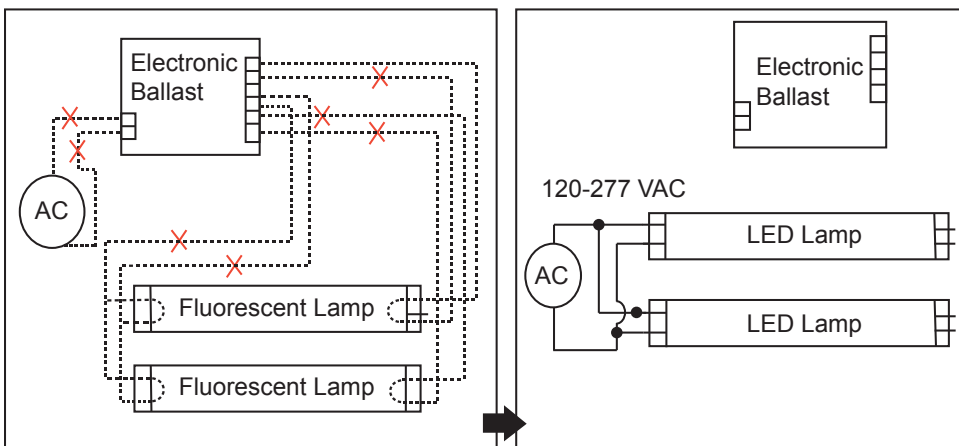 Electronic
Ballast
AC
Fluorescent Lamp
Fluorescent Lamp
Electronic
Ballast
120-277 VAC
LED Lamp
AC
LED Lamp